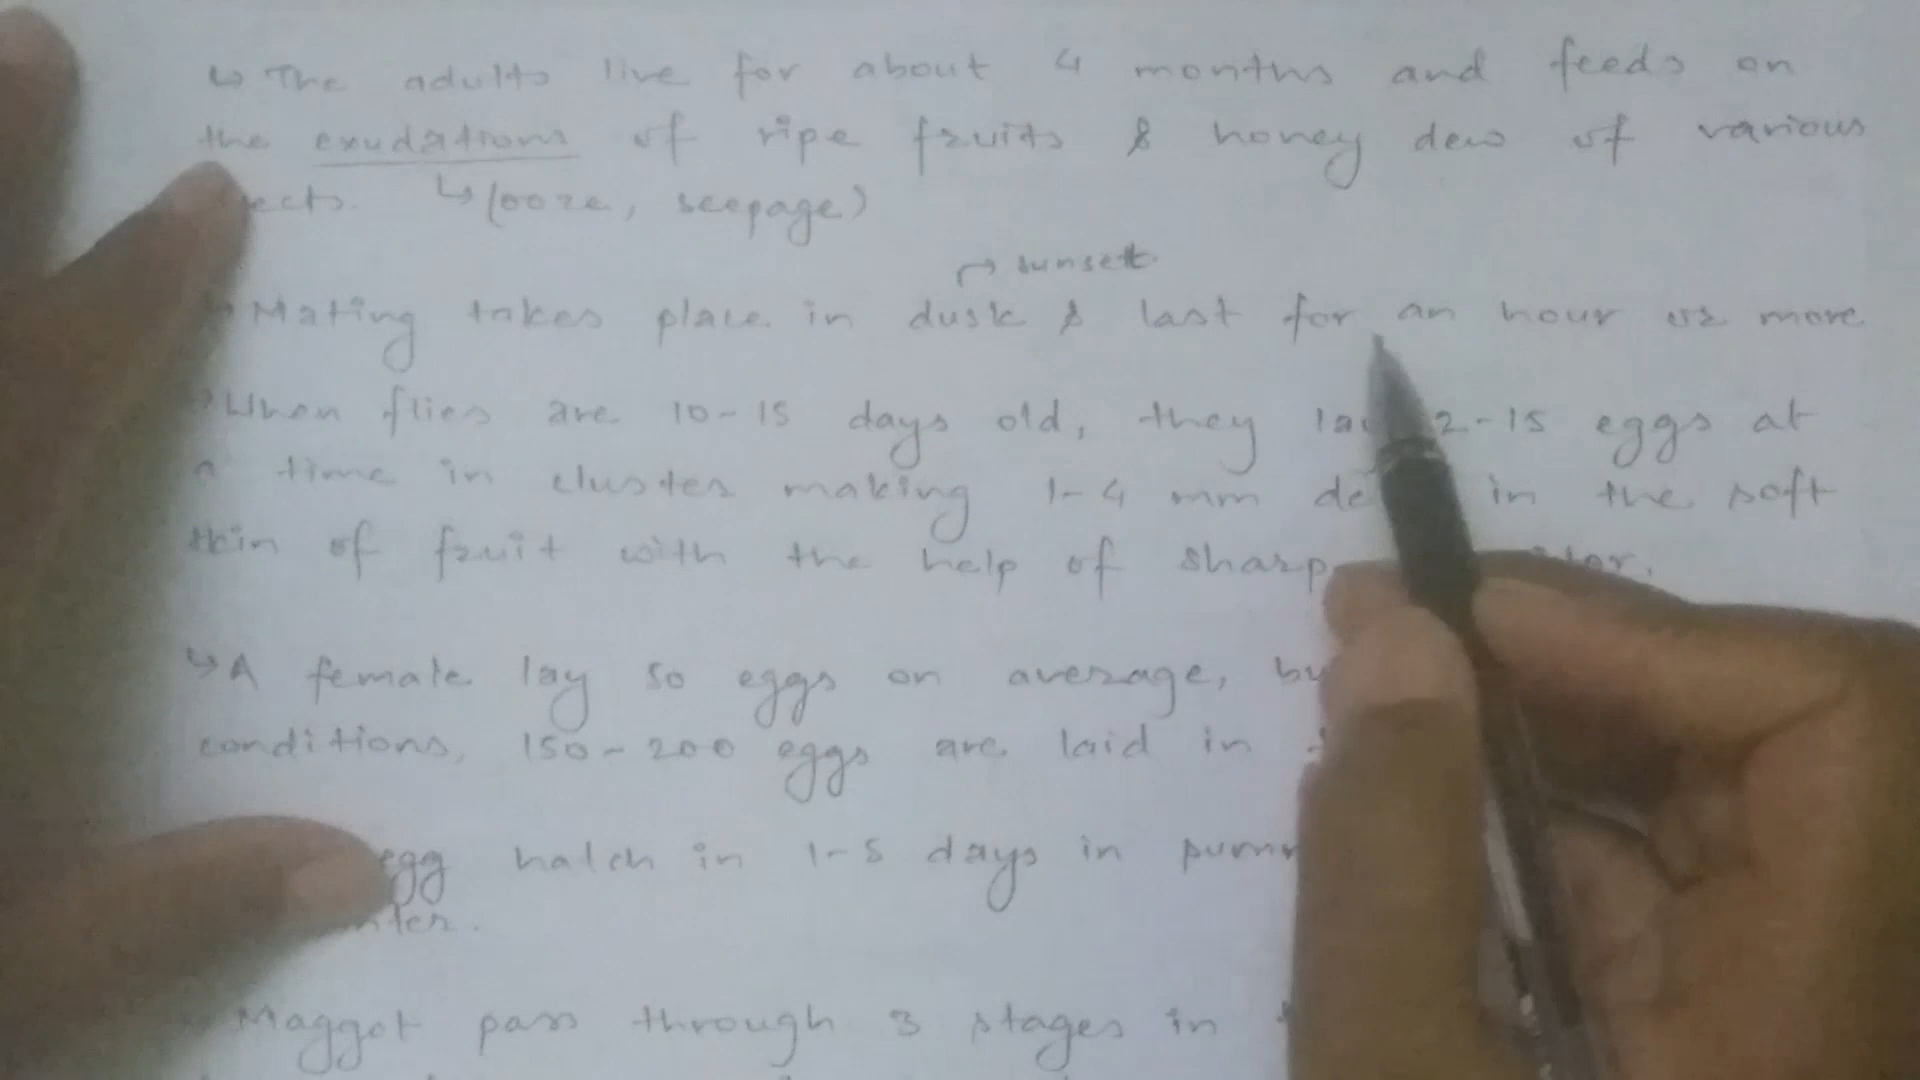 ↳ The adults live for about 4 months and feeds on
the exudations of ripe fruits & honey dew of various
ects. ↳ (ooze, seepage)
↱ sunset
Mating takes place in dusk & last for an hour or more
When flies are 10-15 days old, they 2-15 eggs at
a time in cluster making 1-4 mm in the soft
skin of fruit with the help of sharp
↳ A female lay 50 eggs on average,
conditions, 150-200 eggs are laid in
egg hatch in 1-5 days in
Maggot pass through 3 stages in